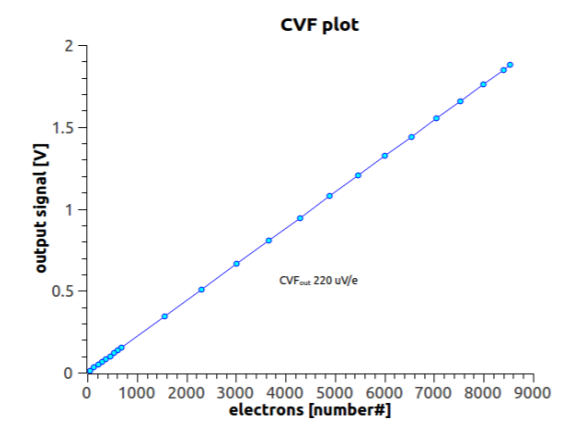 CVF plot
2
1.5
1
0.5
0
output signal [V]
CVFout 220 uV/e
0 1000 2000 3000 4000 5000 6000 7000 8000 9000
electrons [number#]